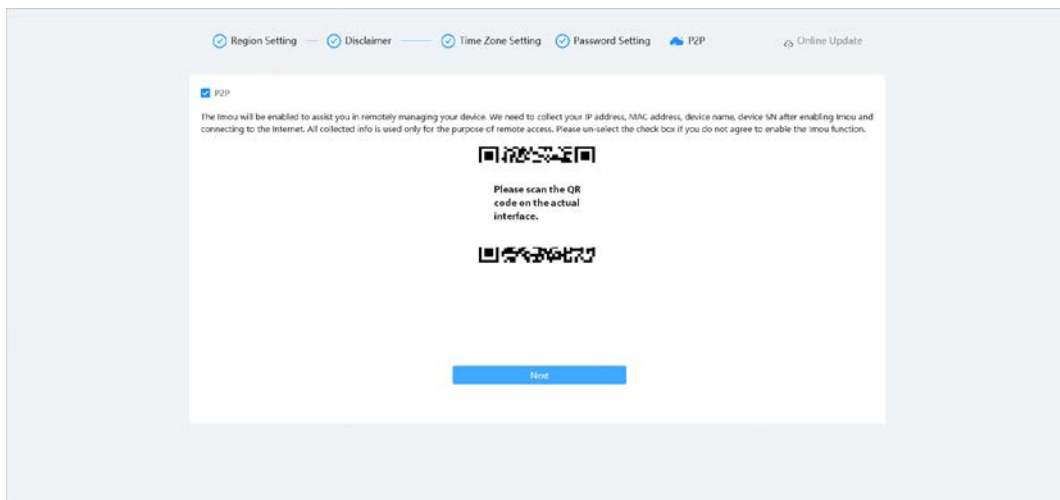 Region Setting
Disclaimer
Time Zone Setting
Password Setting
P2P
Online Update
P2P
The Imou will be enabled to assist you in remotely managing your device. We need to collect your IP address, MAC address, device name, device SN after enabling Imou and
connecting to the Internet. All collected info is used only for the purpose of remote access. Please un-select the check box if you do not agree to enable the Imou function.
Please scan the QR
code on the actual
interface.
Next